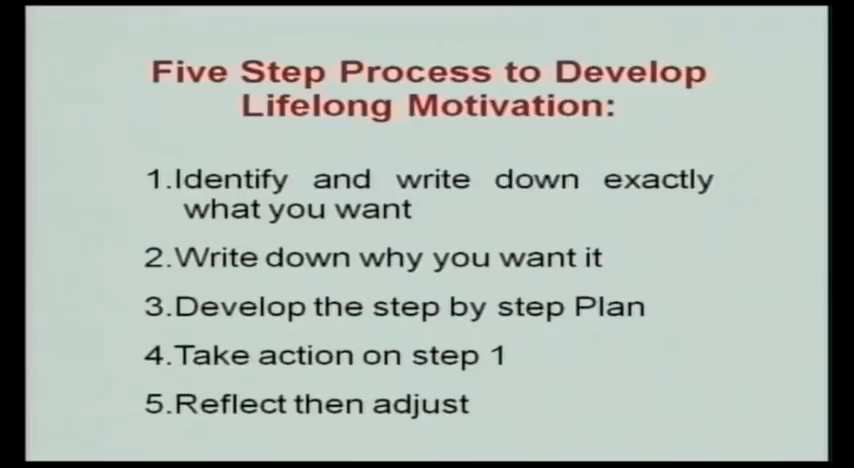 Five Step Process to Develop
Lifelong Motivation:
1.Identify and write down exactly
what you want
2.Write down why you want it
3.Develop the step by step Plan
4.Take action on step 1
5.Reflect then adjust